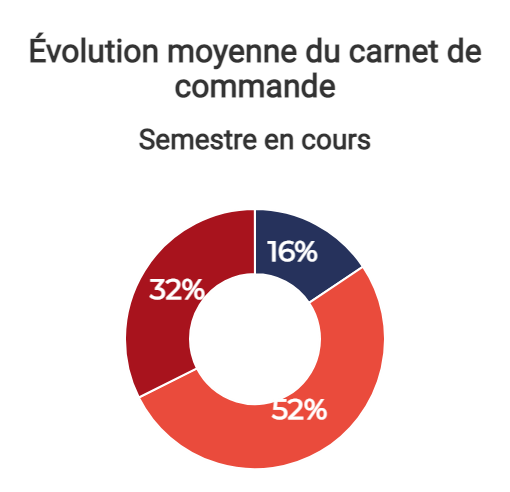 Évolution moyenne du carnet de
commande
Semestre en cours
16%
32%
52%